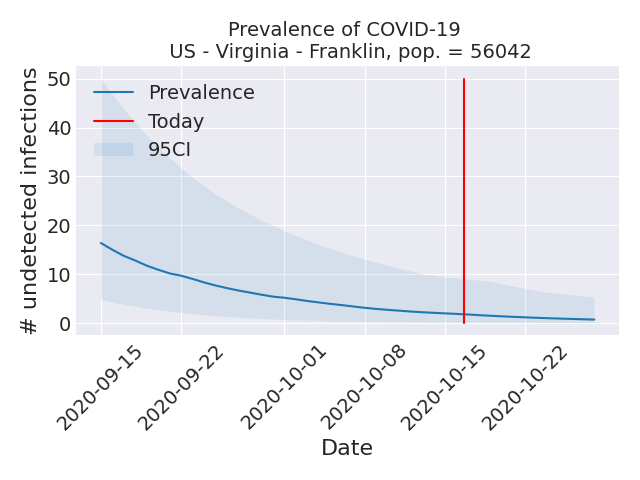 Prevalence of COVID-19
US - Virginia - Franklin, pop. = 56042
# undetected infections
50
40
30
20
10
0
Prevalence
Today
95CI
2020-09-15
2020-09-22
2020-10-01
2020-10-08
2020-10-15
2020-10-22
Date